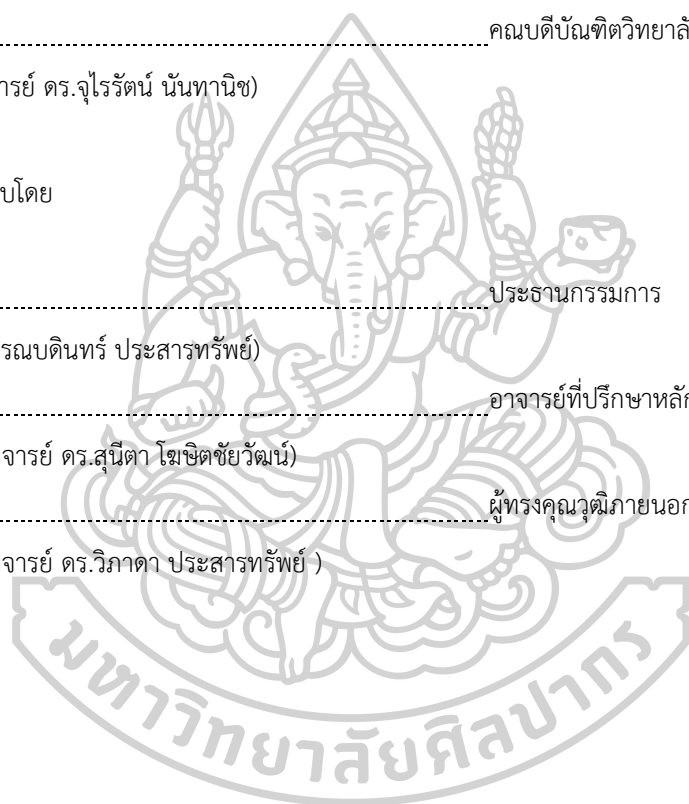 คณบดีบัณฑิตวิทยาลั
ารย์ ดร.จุไรรัตน์ นันทานิช)
บโดย
ประธานกรรมการ
รณบดินทร์ ประสารทรัพย์)
อาจารย์ที่ปรึกษาหลัก
จารย์ ดร.สุนีตา โฆษิตชัยวัฒน์)
ผู้ทรงคุณวุฒิภายนอก
จารย์ ดร.วิภาดา ประสารทรัพย์ )
มหาวิทยาลัยศิลปากร